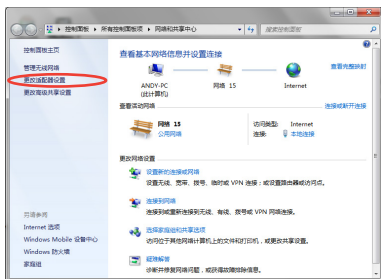 控制面板 ▸ 所有控制面板项 ▸ 网络和共享中心
搜索控制面板
控制面板主页
管理无线网络
更改适配器设置
更改高级共享设置
查看基本网络信息并设置连接
查看完整映射
ANDY-PC
(此计算机)
网络 15
Internet
查看活动网络
连接或断开连接
网络 15
公用网络
访问类型: Internet
连接: 本地连接
更改网络设置
设置新的连接或网络
设置无线、宽带、拨号、临时或 VPN 连接；或设置路由器或访问点。
连接到网络
连接到或重新连接到无线、有线、拨号或 VPN 网络连接。
选择家庭组和共享选项
访问位于其他网络计算机上的文件和打印机，或更改共享设置。
疑难解答
诊断并修复网络问题，或获得故障排除信息。
另请参阅
Internet 选项
Windows Mobile 设备中心
Windows 防火墙
家庭组